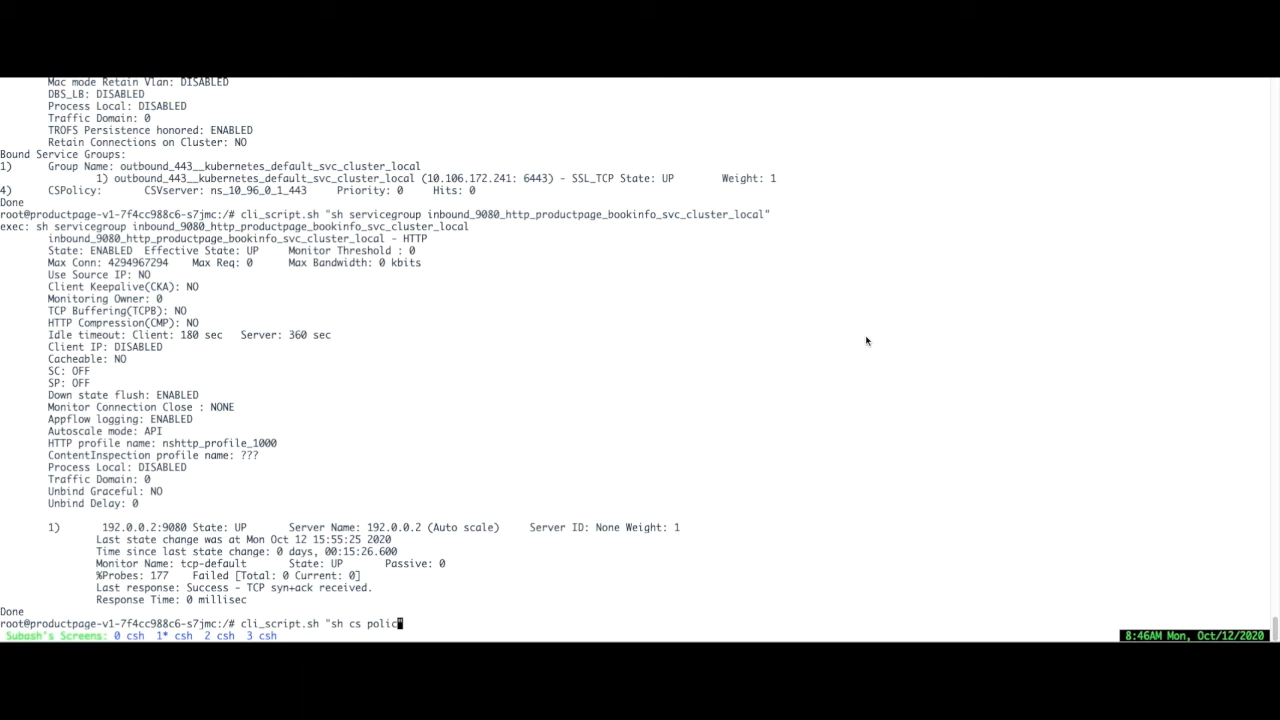 Mac mode Retain Vlan: DISABLED
DBS_LB: DISABLED
Process Local: DISABLED
Traffic Domain: 0
TROFS Persistence honored: ENABLED
Retain Connections on Cluster: NO
Bound Service Groups:
1) Group Name: outbound_443__kubernetes_default_svc_cluster_local
1) outbound_443__kubernetes_default_svc_cluster_local (10.106.172.241: 6443) - SSL_TCP State: UP Weight: 1
4) CSPolicy: CSVserver: ns_10_96_0_1_443 Priority: 0 Hits: 0
Done
root@productpage-v1-7f4cc988c6-s7jmc:/# cli_script.sh "sh servicegroup inbound_9080_http_productpage_bookinfo_svc_cluster_local"
exec: sh servicegroup inbound_9080_http_productpage_bookinfo_svc_cluster_local
inbound_9080_http_productpage_bookinfo_svc_cluster_local - HTTP
State: ENABLED Effective State: UP Monitor Threshold : 0
Max Conn: 4294967294 Max Req: 0 Max Bandwidth: 0 kbits
Use Source IP: NO
Client Keepalive(CKA): NO
Monitoring Owner: 0
TCP Buffering(TCPB): NO
HTTP Compression(CMP): NO
Idle timeout: Client: 180 sec Server: 360 sec
Client IP: DISABLED
Cacheable: NO
SC: OFF
SP: OFF
Down state flush: ENABLED
Monitor Connection Close : NONE
Appflow logging: ENABLED
Autoscale mode: API
HTTP profile name: nshttp_profile_1000
ContentInspection profile name: ???
Process Local: DISABLED
Traffic Domain: 0
Unbind Graceful: NO
Unbind Delay: 0
1) 192.0.0.2:9080 State: UP Server Name: 192.0.0.2 (Auto scale) Server ID: None Weight: 1
Last state change was at Mon Oct 12 15:55:25 2020
Time since last state change: 0 days, 00:15:26.600
Monitor Name: tcp-default State: UP Passive: 0
%Probes: 177 Failed [Total: 0 Current: 0]
Last response: Success - TCP syn+ack received.
Response Time: 0 millisec
Done
root@productpage-v1-7f4cc988c6-s7jmc:/# cli_script.sh "sh cs polic"
Subash's Screens: 0 csh 1* csh 2 csh 3 csh 8:46AM Mon, Oct/12/2020